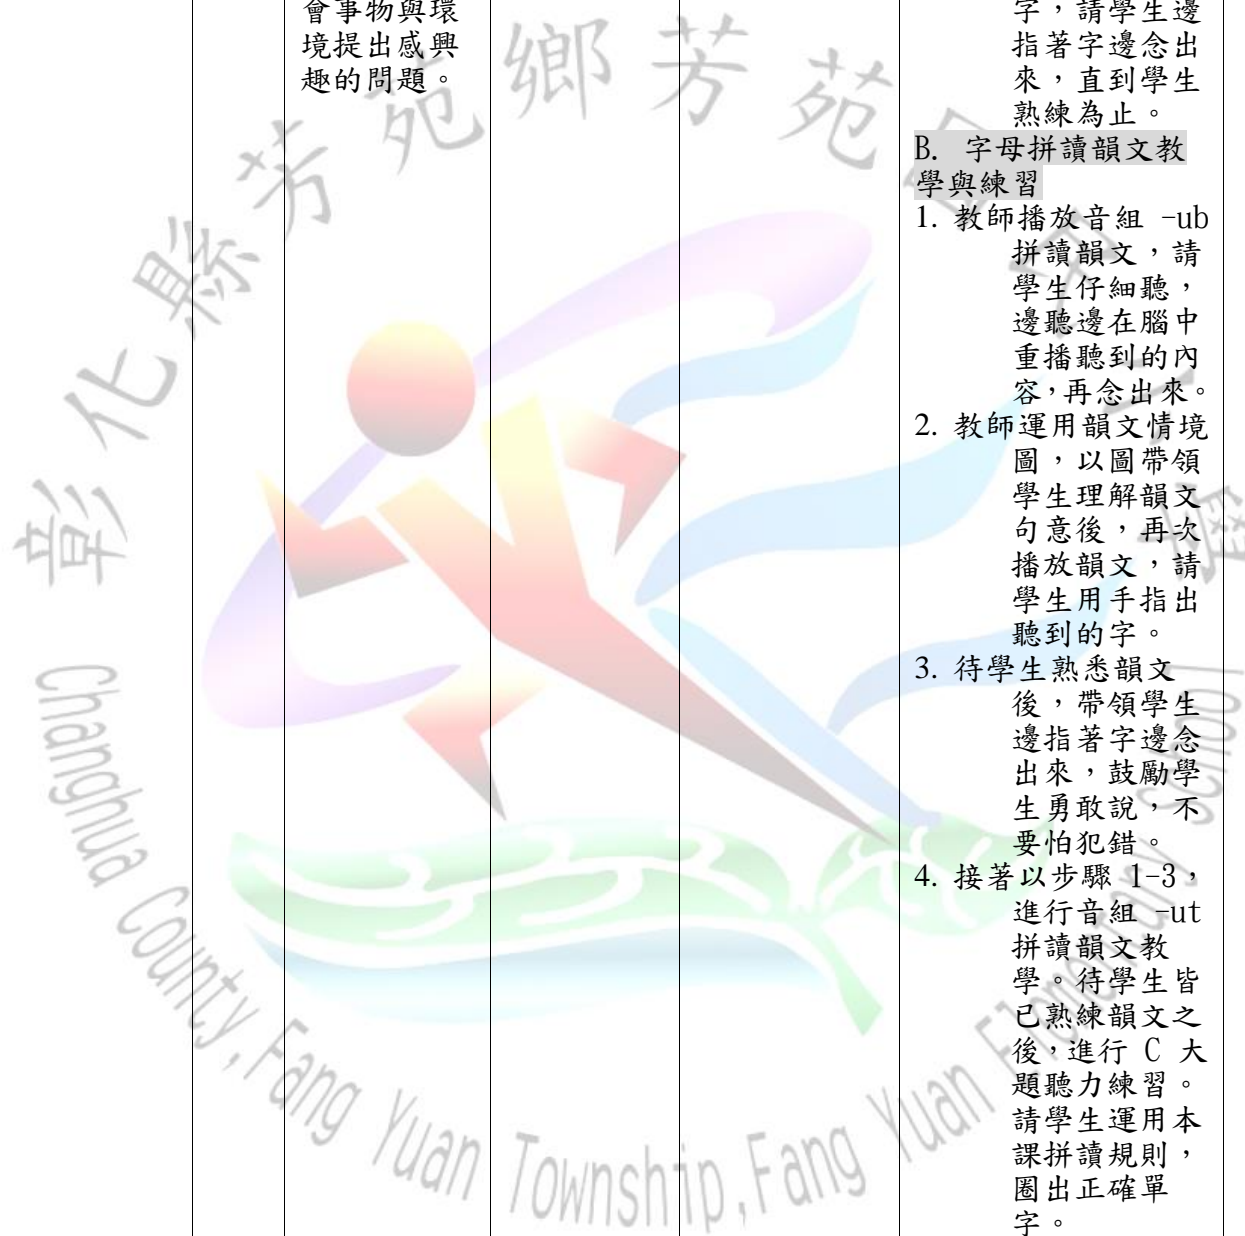 會事物與環
境提出感興
趣的問題。
字，請學生邊
指著字邊念出
來，直到學生
熟練為止。
B. 字母拼讀韻文教
學與練習
1. 教師播放音組 -ub
拼讀韻文，請
學生仔細聽，
邊聽邊在腦中
重播聽到的內
容，再念出來。
2. 教師運用韻文情境
圖，以圖帶領
學生理解韻文
句意後，再次
播放韻文，請
學生用手指出
聽到的字。
3. 待學生熟悉韻文
後，帶領學生
邊指著字邊念
出來，鼓勵學
生勇敢說，不
要怕犯錯。
4. 接著以步驟 1-3，
進行音組 -ut
拼讀韻文教
學。待學生皆
已熟練韻文之
後，進行 C 大
題聽力練習。
請學生運用本
課拼讀規則，
圈出正確單
字。
彰化縣芳苑鄉芳苑國民小學
Changhua County, Fang Yuan Township, Fang Yuan Elementary School